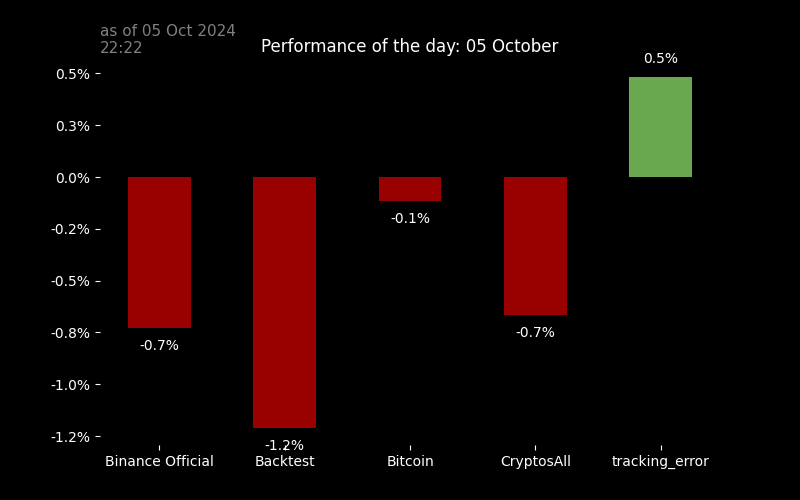 as of 05 Oct 2024
22:22
Performance of the day: 05 October
0.5%
0.5%
0.3%
0.0%
-0.2%
-0.1%
-0.5%
-0.8%
-0.7%
-0.7%
-1.0%
-1.2%
-1.2%
Binance Official
Backtest
Bitcoin
CryptosAll
tracking_error